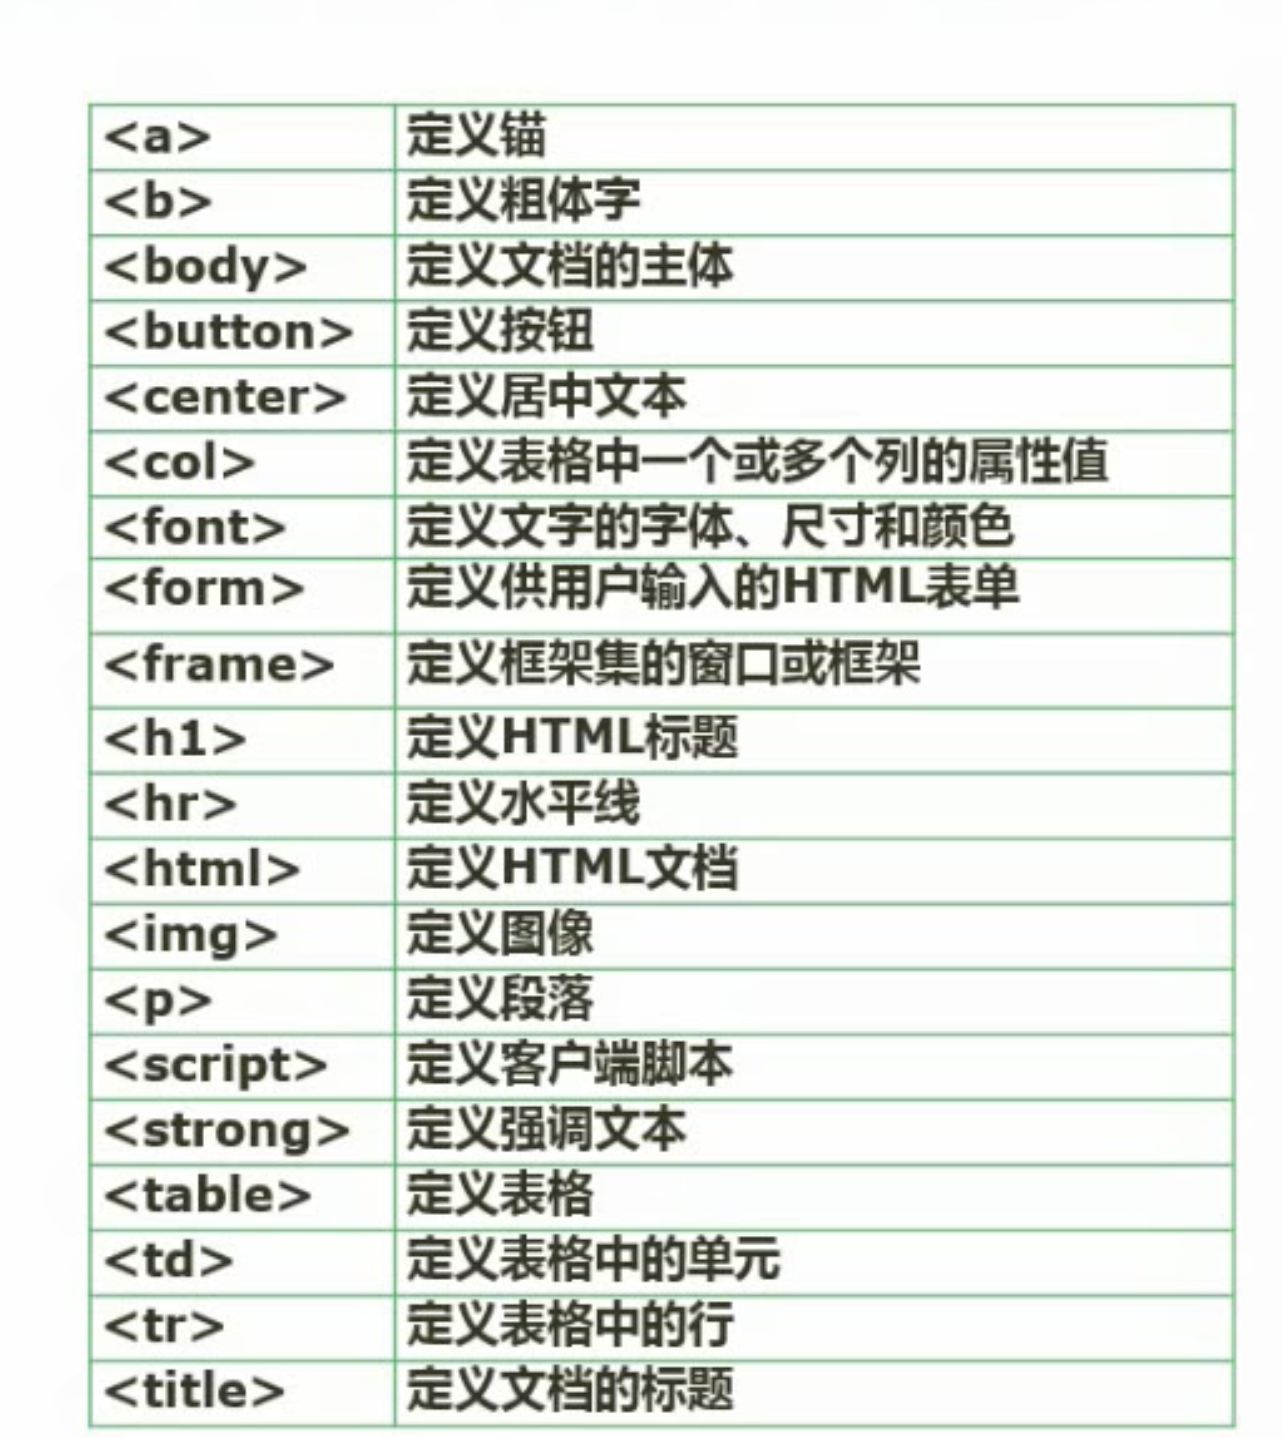 <a> 定义锚
<b> 定义粗体字
<body> 定义文档的主体
<button> 定义按钮
<center> 定义居中文本
<col> 定义表格中一个或多个列的属性值
<font> 定义文字的字体、尺寸和颜色
<form> 定义供用户输入的HTML表单
<frame> 定义框架集的窗口或框架
<h1> 定义HTML标题
<hr> 定义水平线
<html> 定义HTML文档
<img> 定义图像
<p> 定义段落
<script> 定义客户端脚本
<strong> 定义强调文本
<table> 定义表格
<td> 定义表格中的单元
<tr> 定义表格中的行
<title> 定义文档的标题